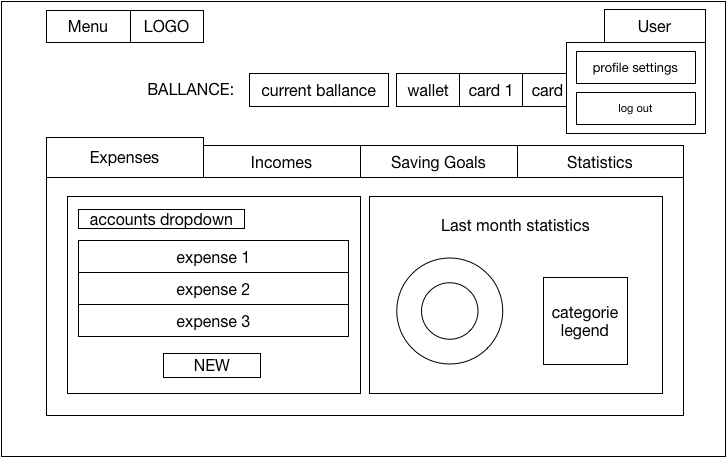 Menu
LOGO
User
profile settings
log out
BALLANCE:
current ballance
wallet
card 1
card
Expenses
Incomes
Saving Goals
Statistics
accounts dropdown
expense 1
expense 2
expense 3
NEW
Last month statistics
categorie
legend